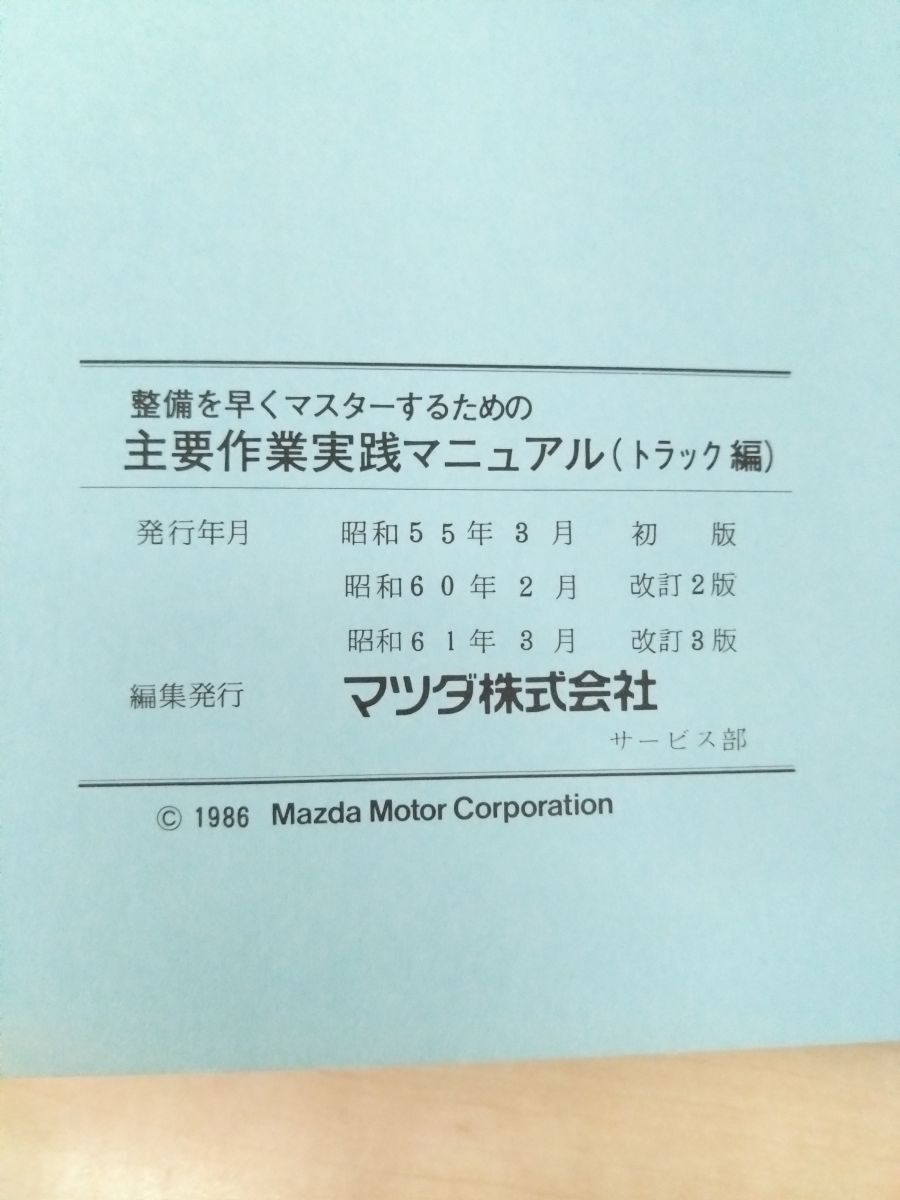 整備を早くマスターするための
主要作業実践マニュアル(トラック編)
発行年月 昭和55年3月 初版
昭和60年2月 改訂2版
昭和61年3月 改訂3版
編集発行 マツダ株式会社
サービス部
© 1986 Mazda Motor Corporation